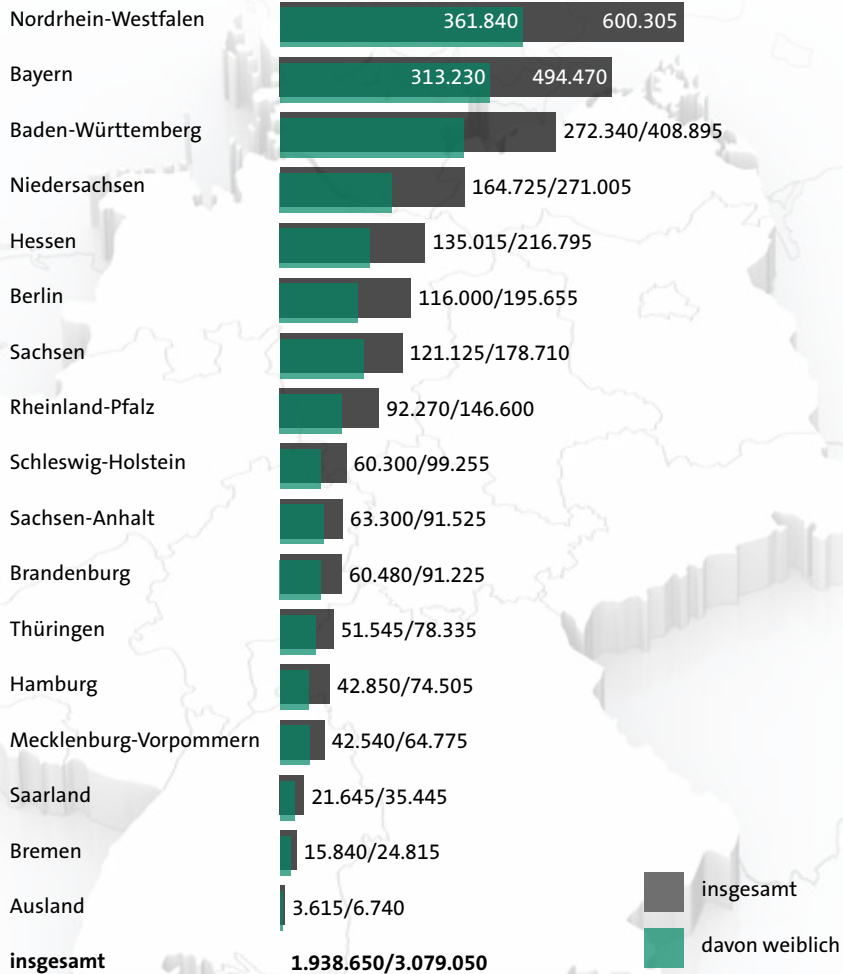 Nordrhein-Westfalen 361.840 600.305
Bayern 313.230 494.470
Baden-Württemberg 272.340/408.895
Niedersachsen 164.725/271.005
Hessen 135.015/216.795
Berlin 116.000/195.655
Sachsen 121.125/178.710
Rheinland-Pfalz 92.270/146.600
Schleswig-Holstein 60.300/99.255
Sachsen-Anhalt 63.300/91.525
Brandenburg 60.480/91.225
Thüringen 51.545/78.335
Hamburg 42.850/74.505
Mecklenburg-Vorpommern 42.540/64.775
Saarland 21.645/35.445
Bremen 15.840/24.815
Ausland 3.615/6.740
insgesamt 1.938.650/3.079.050
insgesamt
davon weiblich